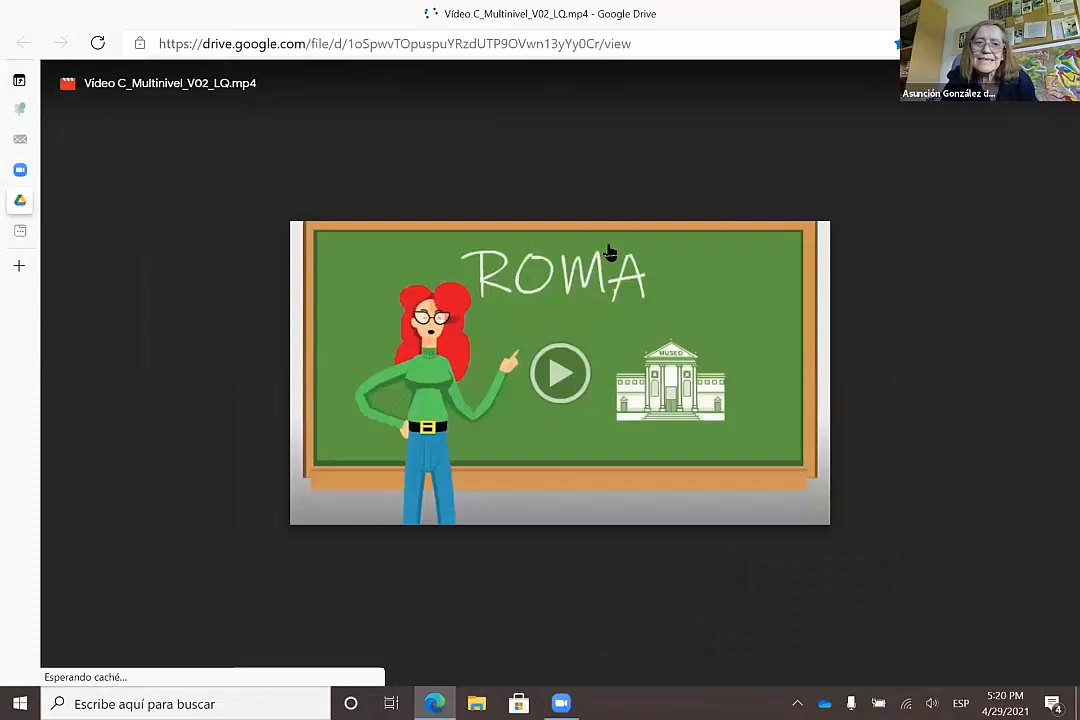 Vídeo C_Multinivel_V02_LQ.mp4 - Google Drive
https://drive.google.com/file/d/1oSpwvTOpuspuYRzdUTP9OVwn13yYy0Cr/view
Vídeo C_Multinivel_V02_LQ.mp4
Asunción González d...
ROMA
MUSEO
Esperando caché...
Escribe aquí para buscar
ESP
5:20 PM
4/29/2021
4